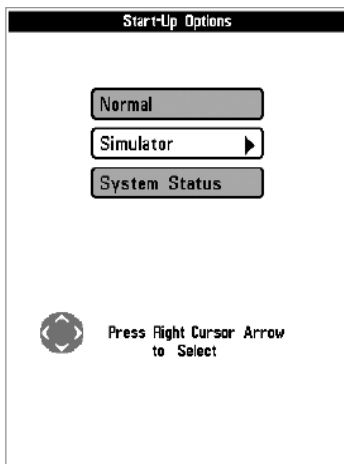 Start-Up Options
Normal
Simulator
System Status
Press Right Cursor Arrow
to Select